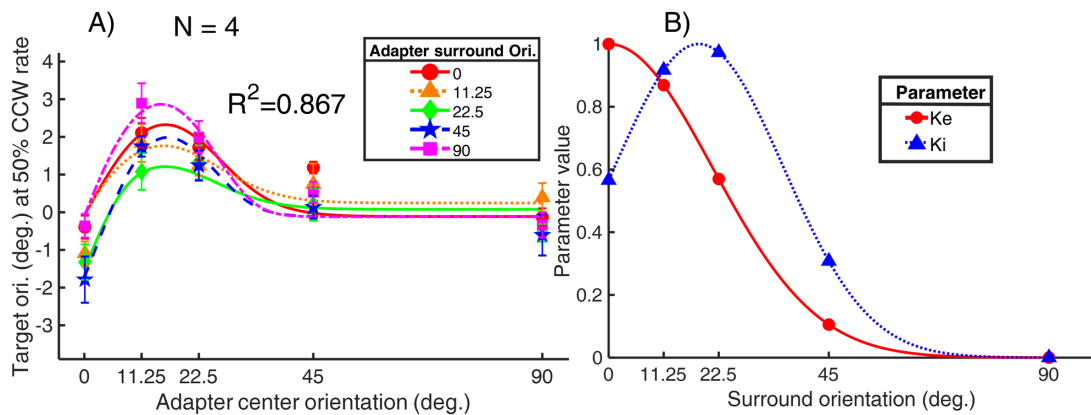 A)
N = 4
R2=0.867
Adapter surround Ori.
0
11.25
22.5
45
90
Target ori. (deg.) at 50% CCW rate
4
3
2
1
0
-1
-2
-3
0 11.25 22.5 45 90
Adapter center orientation (deg.)
B)
Parameter
Ke
Ki
Parameter value
1
0.8
0.6
0.4
0.2
0
0 11.25 22.5 45 90
Surround orientation (deg.)